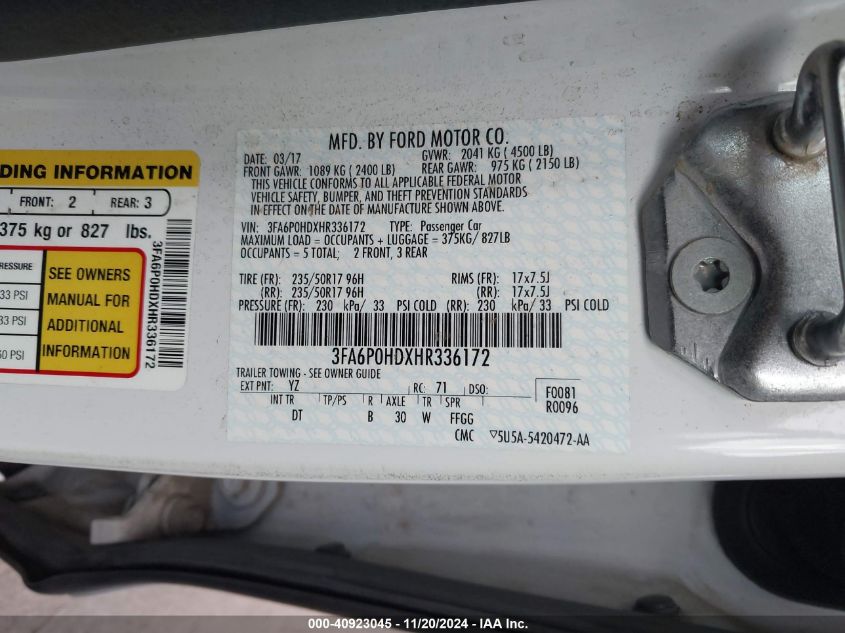 DING INFORMATION
FRONT: 2 REAR: 3
375 kg or 827 lbs.
RESSURE
33 PSI
33 PSI
60 PSI
SEE OWNERS
MANUAL FOR
ADDITIONAL
INFORMATION
3FA6P0HDXHR336172
MFD. BY FORD MOTOR CO.
DATE: 03/17 GVWR: 2041 KG ( 4500 LB)
FRONT GAWR: 1089 KG ( 2400 LB) REAR GAWR: 975 KG ( 2150 LB)
THIS VEHICLE CONFORMS TO ALL APPLICABLE FEDERAL MOTOR
VEHICLE SAFETY, BUMPER, AND THEFT PREVENTION STANDARDS
IN EFFECT ON THE DATE OF MANUFACTURE SHOWN ABOVE.
VIN: 3FA6P0HDXHR336172 TYPE: Passenger Car
MAXIMUM LOAD = OCCUPANTS + LUGGAGE = 375KG/ 827LB
OCCUPANTS = 5 TOTAL; 2 FRONT, 3 REAR
TIRE (FR): 235/50R17 96H RIMS (FR): 17x7.5J
(RR): 235/50R17 96H (RR): 17x7.5J
PRESSURE (FR): 230 kPa/ 33 PSI COLD (RR): 230 kPa/ 33 PSI COLD
3FA6P0HDXHR336172
TRAILER TOWING - SEE OWNER GUIDE
EXT PNT: YZ RC: 71 DSO:
INT TR TP/PS R AXLE TR SPR
DT B 30 W FFGG
F0081
R0096
CMC ▽5U5A-5420472-AA
000-40923045 - 11/20/2024 - IAA Inc.